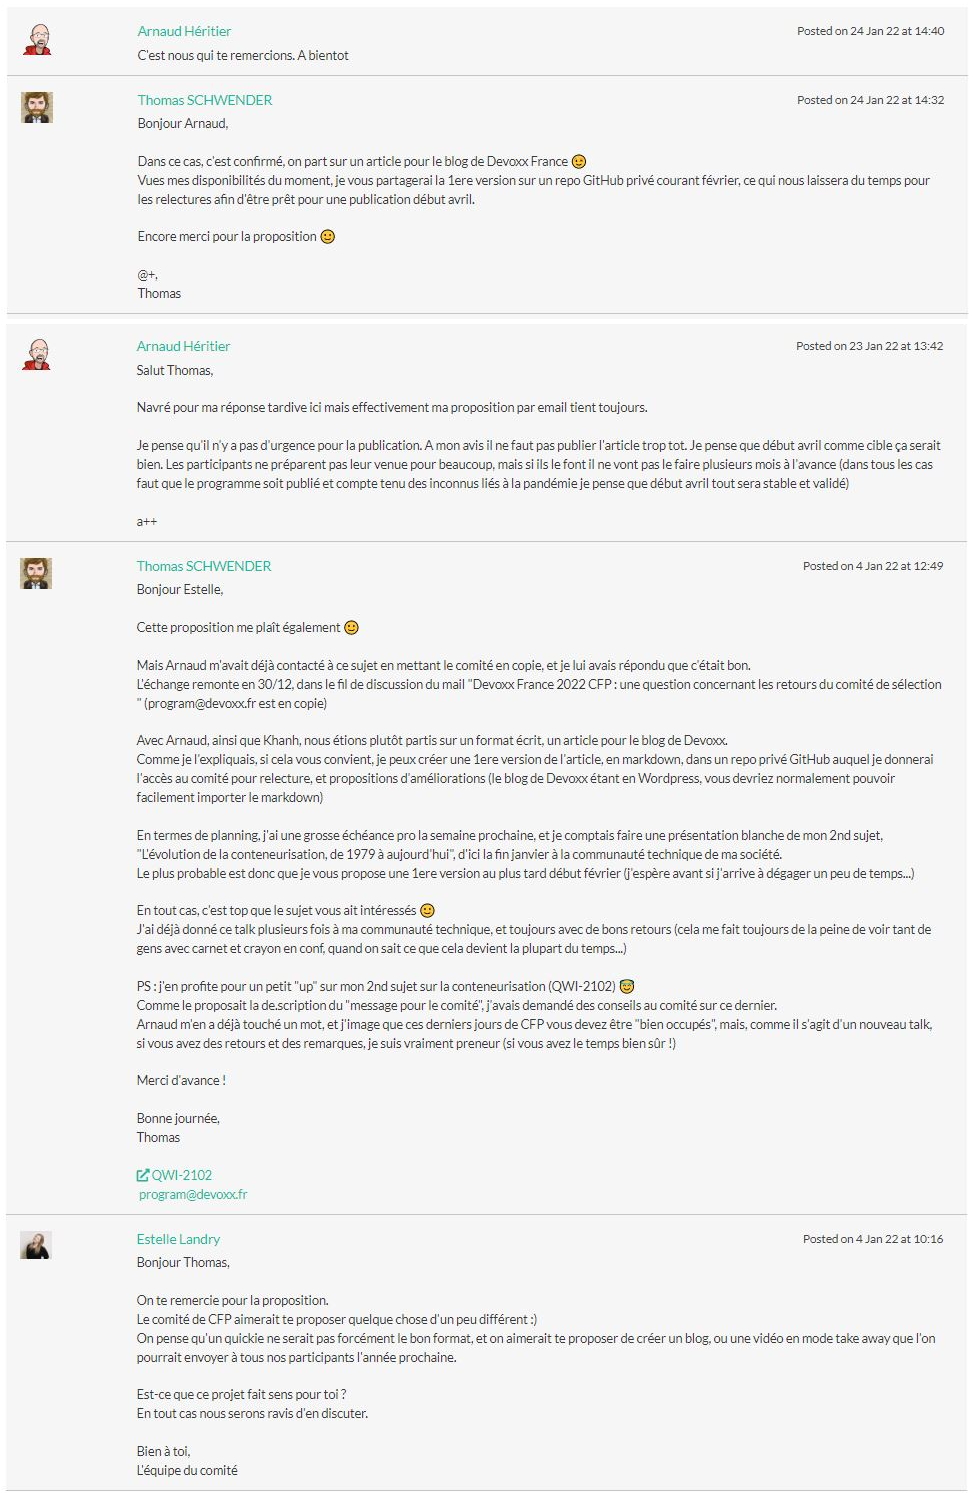 Arnaud Héritier
Posted on 24 Jan 22 at 14:40
C'est nous qui te remercions. A bientot
Thomas SCHWENDER
Posted on 24 Jan 22 at 14:32
Bonjour Arnaud,
Dans ce cas, c'est confirmé, on part sur un article pour le blog de Devoxx France 😉
Vues mes disponibilités du moment, je vous partagerai la 1ere version sur un repo GitHub privé courant février, ce qui nous laissera du temps pour
les relectures afin d'être prêt pour une publication début avril.
Encore merci pour la proposition 🙂
@+,
Thomas
Arnaud Héritier
Posted on 23 Jan 22 at 13:42
Salut Thomas,
Navré pour ma réponse tardive ici mais effectivement ma proposition par email tient toujours.
Je pense qu'il n'y a pas d'urgence pour la publication. A mon avis il ne faut pas publier l'article trop tot. Je pense que début avril comme cible ça serait
bien. Les participants ne préparent pas leur venue pour beaucoup, mais si ils le font il ne vont pas le faire plusieurs mois à l'avance (dans tous les cas
faut que le programme soit publié et compte tenu des inconnus liés à la pandémie je pense que début avril tout sera stable et validé)
a++
Thomas SCHWENDER
Posted on 4 Jan 22 at 12:49
Bonjour Estelle,
Cette proposition me plaît également 🙂
Mais Arnaud m'avait déjà contacté à ce sujet en mettant le comité en copie, et je lui avais répondu que c'était bon.
L'échange remonte en 30/12, dans le fil de discussion du mail "Devoxx France 2022 CFP : une question concernant les retours du comité de sélection
" (program@devoxx.fr est en copie)
Avec Arnaud, ainsi que Khanh, nous étions plutôt partis sur un format écrit, un article pour le blog de Devoxx.
Comme je l'expliquais, si cela vous convient, je peux créer une 1ere version de l'article, en markdown, dans un repo privé GitHub auquel je donnerai
l'accès au comité pour relecture, et propositions d'améliorations (le blog de Devoxx étant en Wordpress, vous devriez normalement pouvoir
facilement importer le markdown)
En termes de planning, j'ai une grosse échéance pro la semaine prochaine, et je comptais faire une présentation blanche de mon 2nd sujet,
"L'évolution de la conteneurisation, de 1979 à aujourd'hui", d'ici la fin janvier à la communauté technique de ma société.
Le plus probable est donc que je vous propose une 1ere version au plus tard début février (j'espère avant si j'arrive à dégager un peu de temps...)
En tout cas, c'est top que le sujet vous ait intéressés 🙂
J'ai déjà donné ce talk plusieurs fois à ma communauté technique, et toujours avec de bons retours (cela me fait toujours de la peine de voir tant de
gens avec carnet et crayon en conf, quand on sait ce que cela devient la plupart du temps...)
PS : j'en profite pour un petit "up" sur mon 2nd sujet sur la conteneurisation (QWI-2102) 😇
Comme le proposait la de.scription du "message pour le comité", j'avais demandé des conseils au comité sur ce dernier.
Arnaud m'en a déjà touché un mot, et j'image que ces derniers jours de CFP vous devez être "bien occupés", mais, comme il s'agit d'un nouveau talk,
si vous avez des retours et des remarques, je suis vraiment preneur (si vous avez le temps bien sûr !)
Merci d'avance !
Bonne journée,
Thomas
QWI-2102
program@devoxx.fr
Estelle Landry
Posted on 4 Jan 22 at 10:16
Bonjour Thomas,
On te remercie pour la proposition.
Le comité de CFP aimerait te proposer quelque chose d'un peu différent :)
On pense qu'un quickie ne serait pas forcément le bon format, et on aimerait te proposer de créer un blog, ou une vidéo en mode take away que l'on
pourrait envoyer à tous nos participants l'année prochaine.
Est-ce que ce projet fait sens pour toi ?
En tout cas nous serons ravis d'en discuter.
Bien à toi,
L'équipe du comité